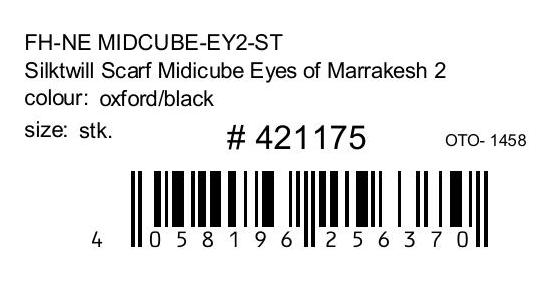 FH-NE MIDCUBE-EY2-ST
Silktwill Scarf Midicube Eyes of Marrakesh 2
colour: oxford/black
size: stk.
# 421175
OTO- 1458
4 058196 256370